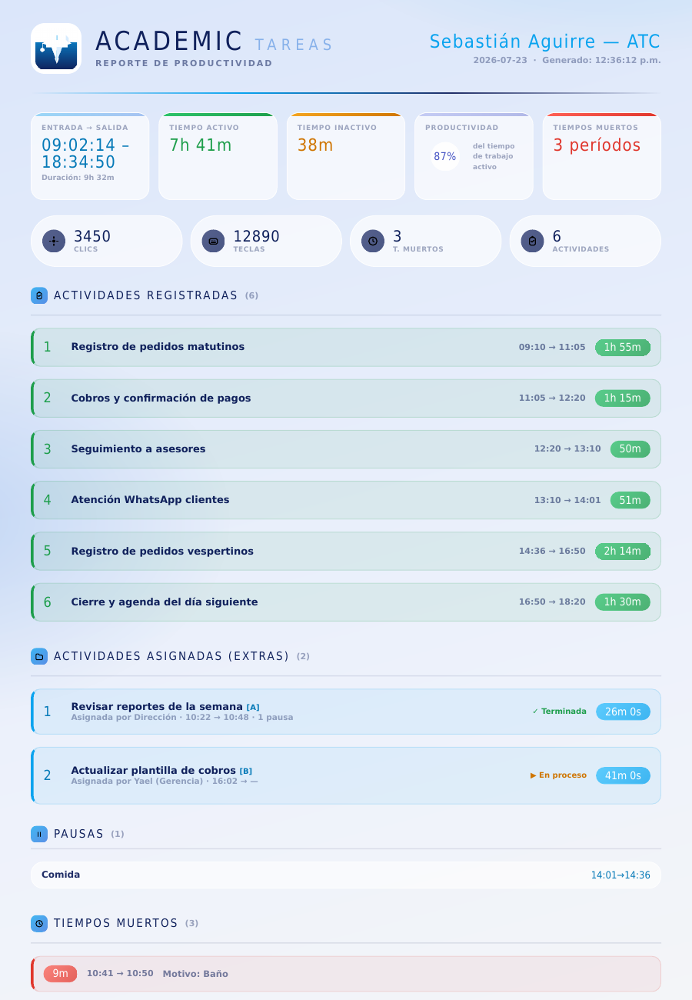 ACADEMIC TAREAS
REPORTE DE PRODUCTIVIDAD
Sebastián Aguirre — ATC
2026-07-23 · Generado: 12:36:12 p.m.
ENTRADA → SALIDA
09:02:14 –
18:34:50
Duración: 9h 32m
TIEMPO ACTIVO
7h 41m
TIEMPO INACTIVO
38m
PRODUCTIVIDAD
87%
del tiempo
de trabajo
activo
TIEMPOS MUERTOS
3 períodos
3450
CLICS
12890
TECLAS
3
T. MUERTOS
6
ACTIVIDADES
ACTIVIDADES REGISTRADAS (6)
1 Registro de pedidos matutinos 09:10 → 11:05 1h 55m
2 Cobros y confirmación de pagos 11:05 → 12:20 1h 15m
3 Seguimiento a asesores 12:20 → 13:10 50m
4 Atención WhatsApp clientes 13:10 → 14:01 51m
5 Registro de pedidos vespertinos 14:36 → 16:50 2h 14m
6 Cierre y agenda del día siguiente 16:50 → 18:20 1h 30m
ACTIVIDADES ASIGNADAS (EXTRAS) (2)
1 Revisar reportes de la semana [A] ✓ Terminada 26m 0s
Asignada por Dirección · 10:22 → 10:48 · 1 pausa
2 Actualizar plantilla de cobros [B] ▶ En proceso 41m 0s
Asignada por Yael (Gerencia) · 16:02 → —
PAUSAS (1)
Comida 14:01→14:36
TIEMPOS MUERTOS (3)
9m 10:41 → 10:50 Motivo: Baño